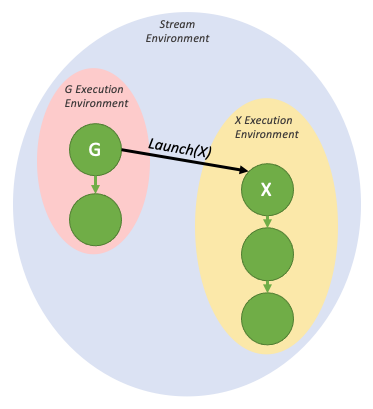 Stream
Environment
G Execution
Environment
X Execution
Environment
Launch(X)
G
X